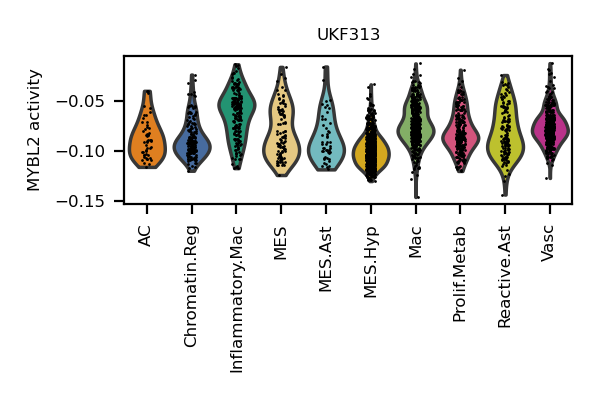 UKF313
MYBL2 activity
−0.05
−0.10
−0.15
AC
Chromatin.Reg
Inflammatory.Mac
MES
MES.Ast
MES.Hyp
Mac
Prolif.Metab
Reactive.Ast
Vasc